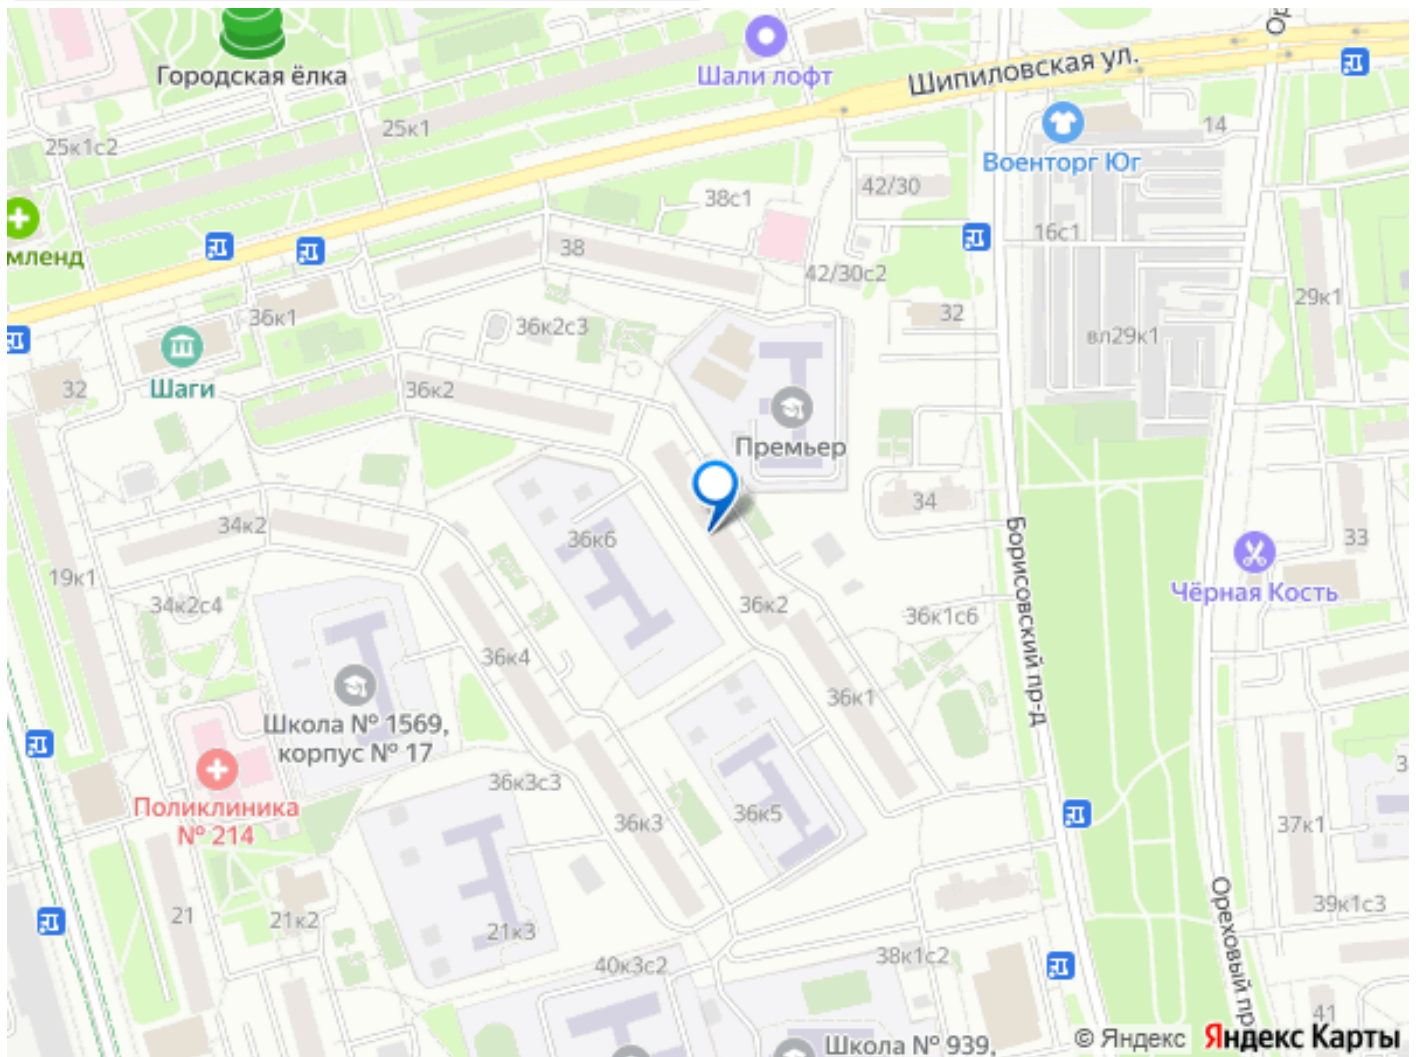 Городская ёлка
Шали лофт
Шипиловская ул.
25к1
25к1с2
14
Военторг Юг
42/30
38с1
16с1
мленд
38
42/30с2
29к1
36к1
36к2с3
32
вл29к1
Шаги
32
36к2
Премьер
34
34к2
36к6
33
Борисовский пр-д
19к1
34к2с4
36к2
36к1с6
Чёрная Кость
36к4
36к1
Школа № 1569,
корпус № 17
36к3с3
Поликлиника
№ 214
36к3
36к5
37к1
21
21к2
21к3
39к1с3
Ореховый пр
40к3с2
38к1с2
41
Школа № 939,
© Яндекс Яндекс Карты